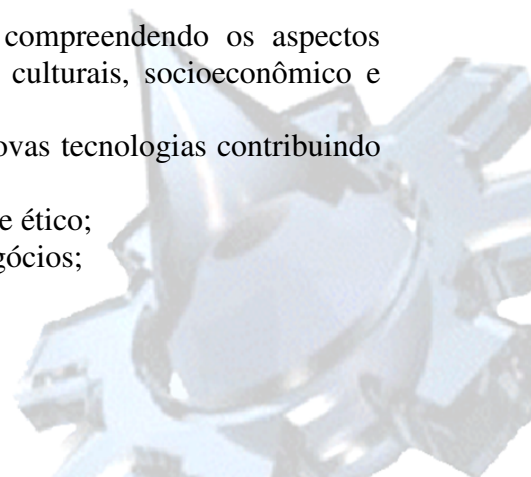 compreendendo os aspectos
culturais, socioeconômico e
ovas tecnologias contribuindo
e ético;
gócios;